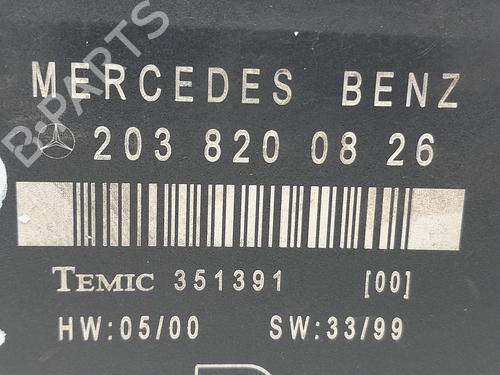 MERCEDES BENZ
203 820 08 26
TEMIC 351391 [00]
HW:05/00 SW:33/99
B-PARTS